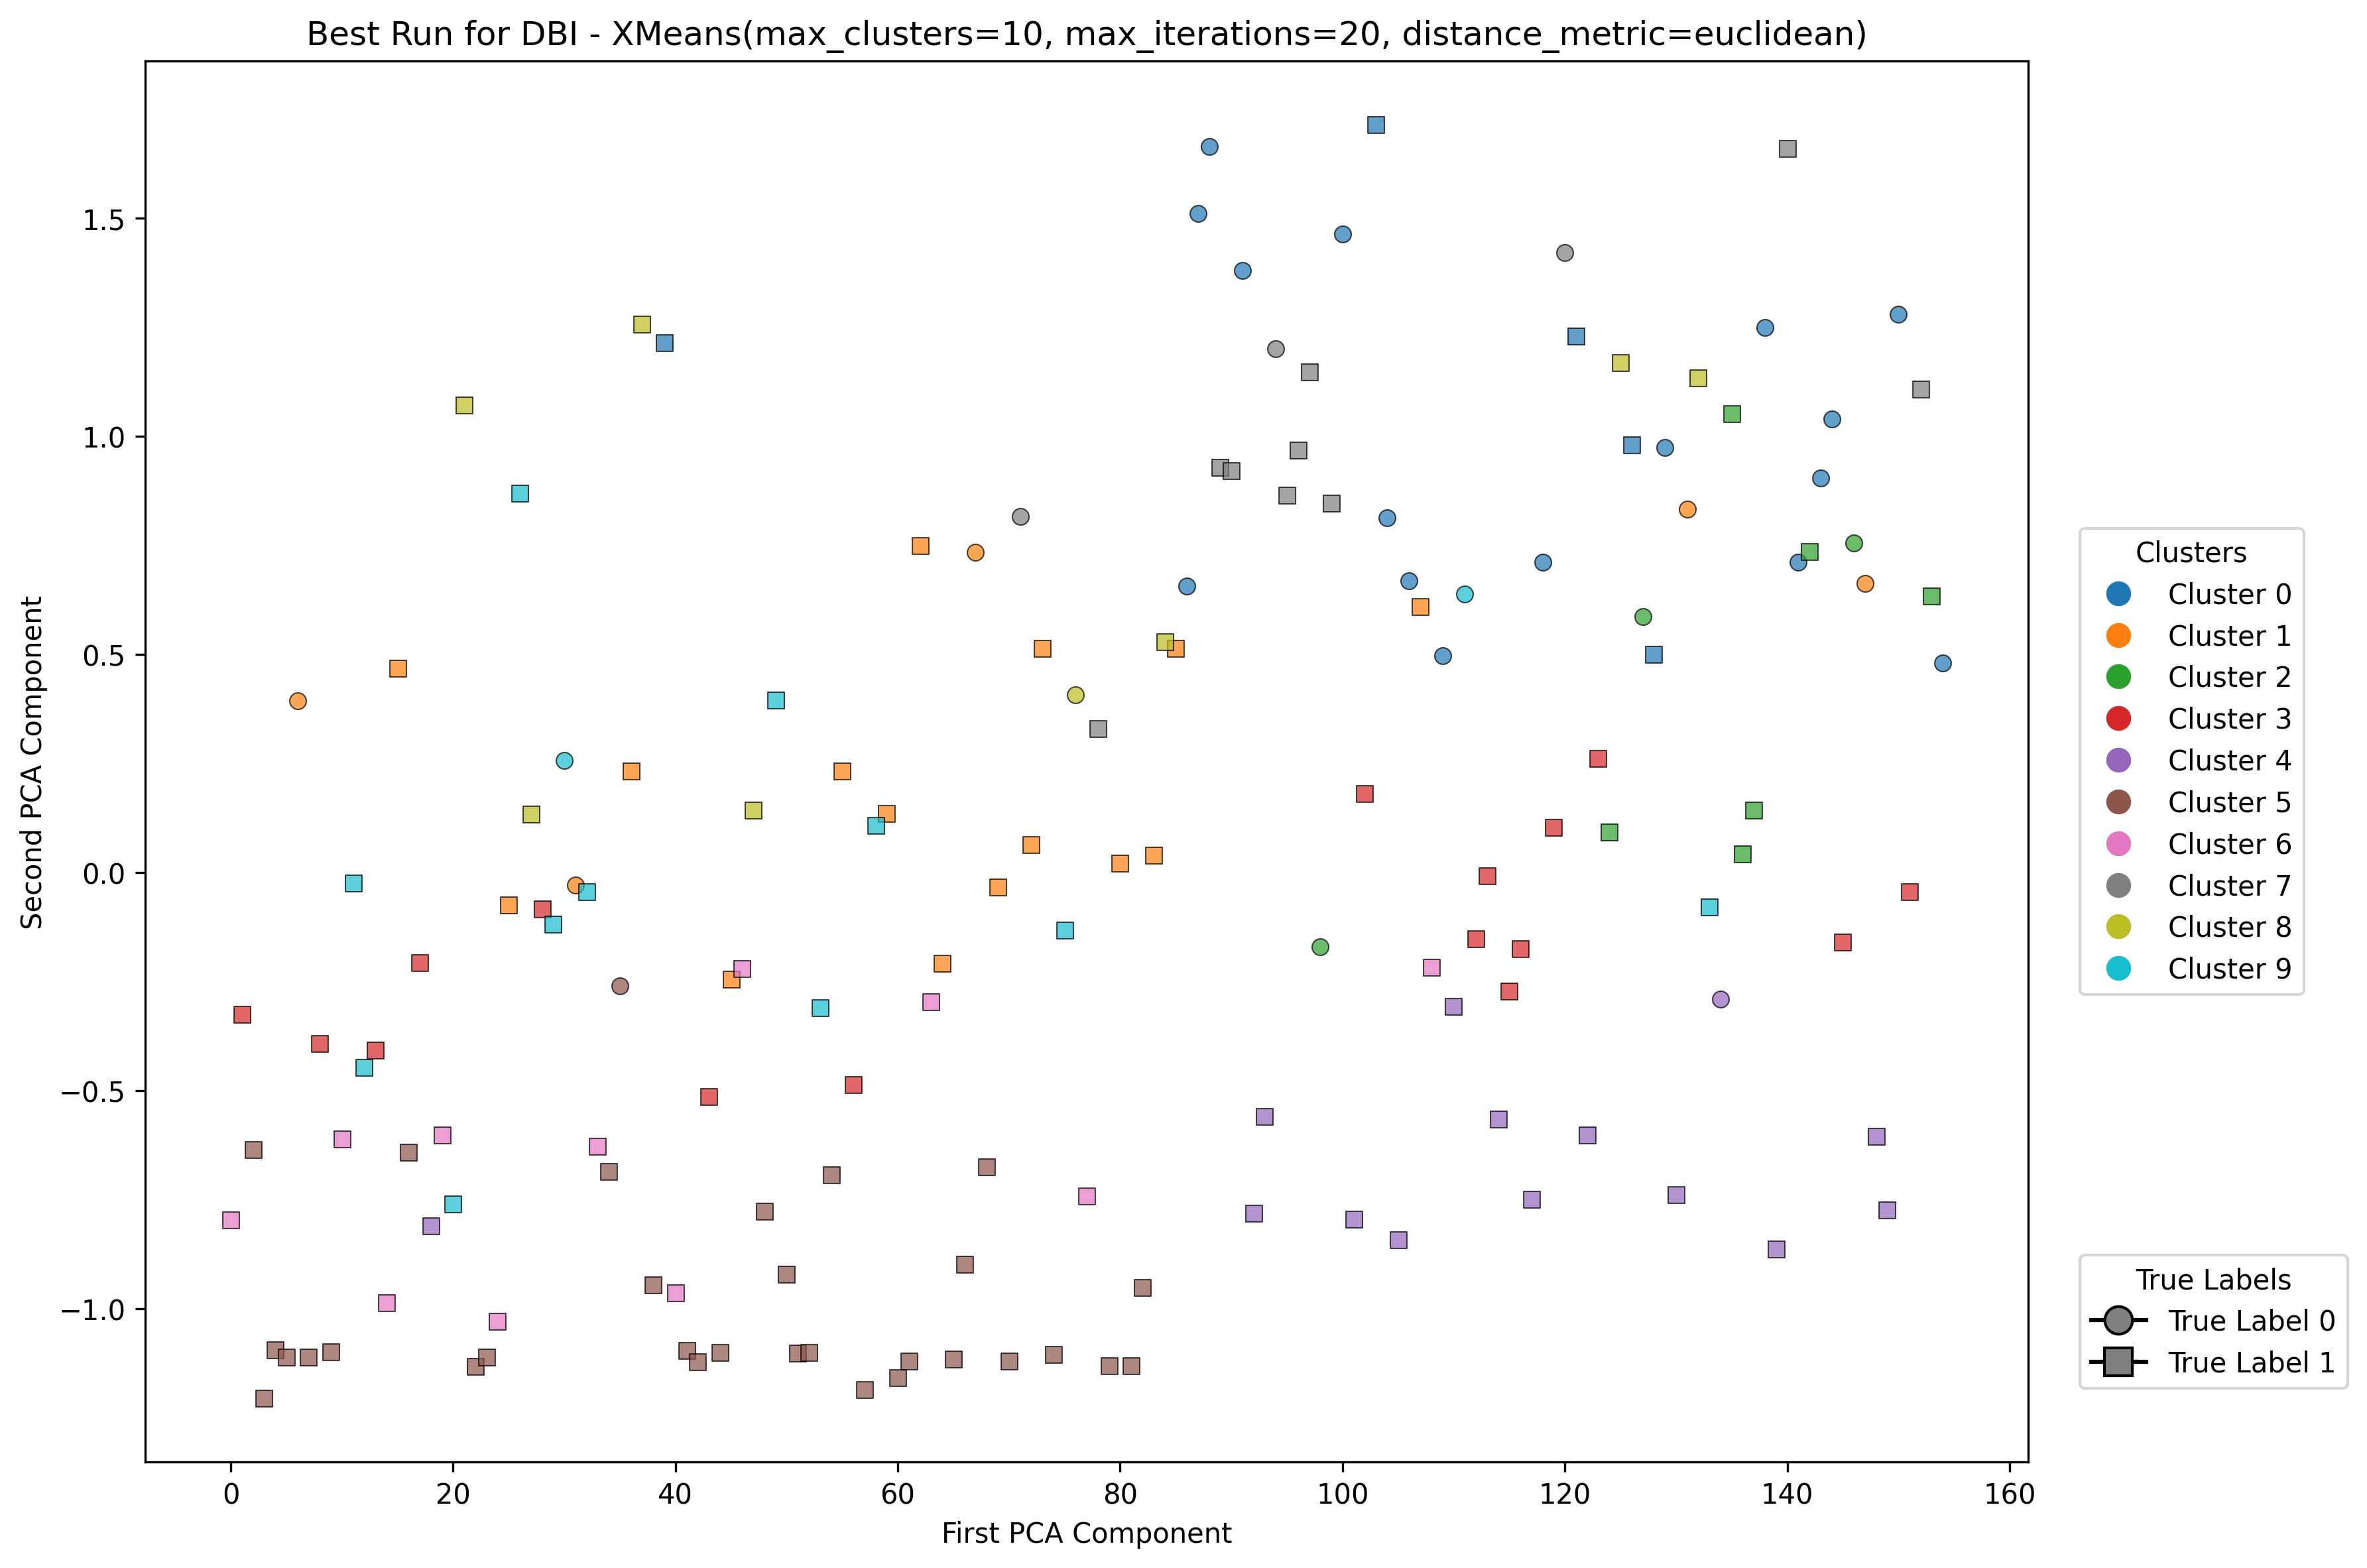 Best Run for DBI - XMeans(max_clusters=10, max_iterations=20, distance_metric=euclidean)
Second PCA Component
1.5
1.0
0.5
0.0
−0.5
−1.0
0 20 40 60 80 100 120 140 160
First PCA Component
Clusters
Cluster 0
Cluster 1
Cluster 2
Cluster 3
Cluster 4
Cluster 5
Cluster 6
Cluster 7
Cluster 8
Cluster 9
True Labels
True Label 0
True Label 1